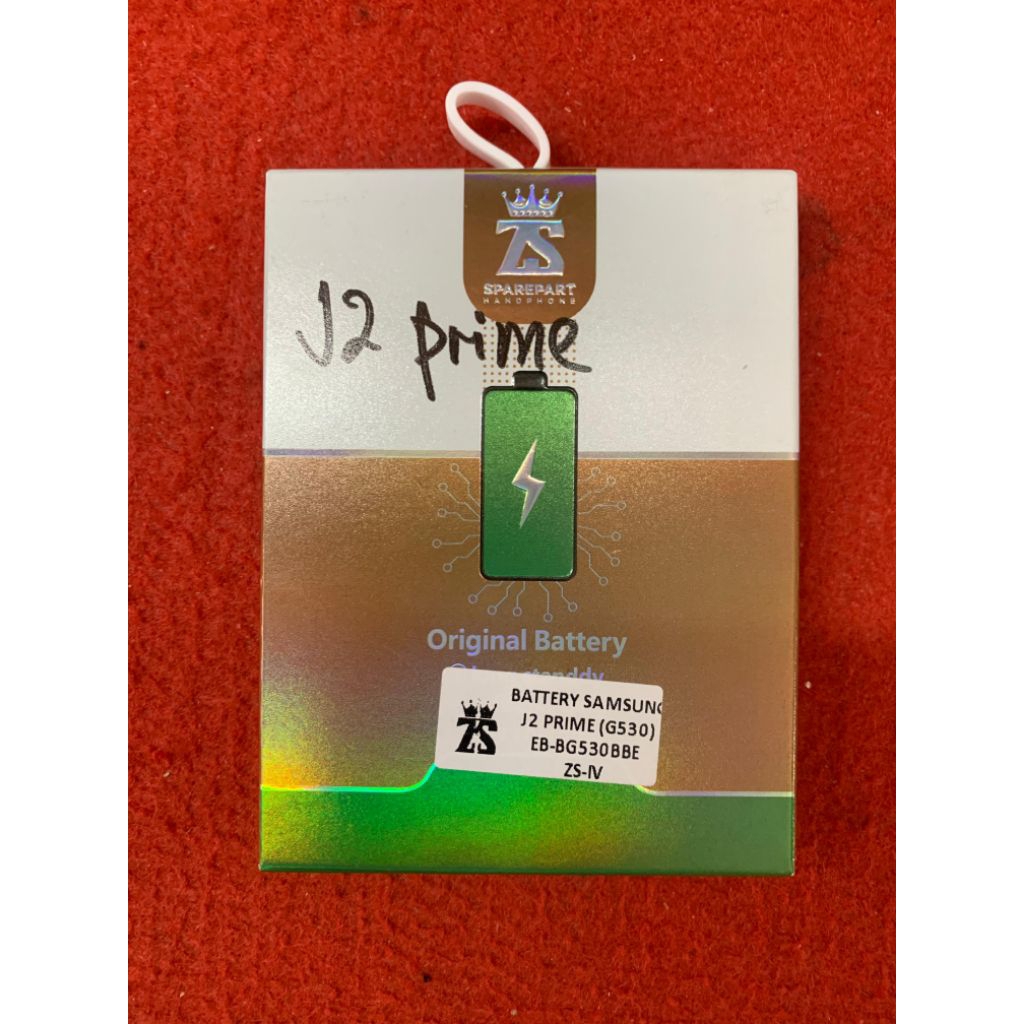 ZS
SPAREPART
HANDPHONE
J2 prime
Original Battery
ZS
BATTERY SAMSUNG
J2 PRIME (G530)
EB-BG530BBE
ZS-IV